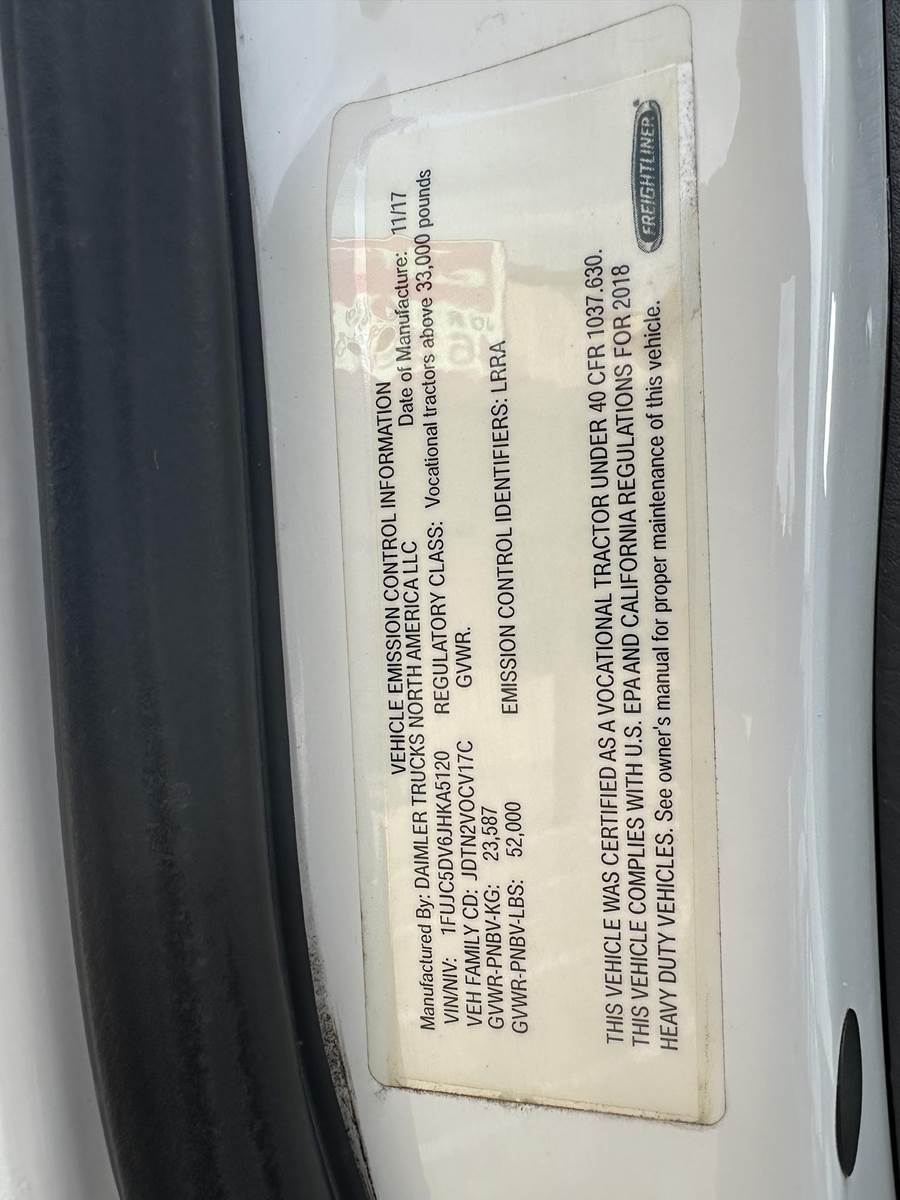 VEHICLE EMISSION CONTROL INFORMATION
Manufactured By: DAIMLER TRUCKS NORTH AMERICA LLC Date of Manufacture: 11/17
VIN/NIV: 1FUJC5DV6JHKA5120 REGULATORY CLASS: Vocational tractors above 33,000 pounds
VEH FAMILY CD: JDTN2VOCV17C GVWR.
GVWR-PNBV-KG: 23,587
GVWR-PNBV-LBS: 52,000 EMISSION CONTROL IDENTIFIERS: LRRA
THIS VEHICLE WAS CERTIFIED AS A VOCATIONAL TRACTOR UNDER 40 CFR 1037.630.
THIS VEHICLE COMPLIES WITH U.S. EPA AND CALIFORNIA REGULATIONS FOR 2018
HEAVY DUTY VEHICLES. See owner's manual for proper maintenance of this vehicle.
FREIGHTLINER